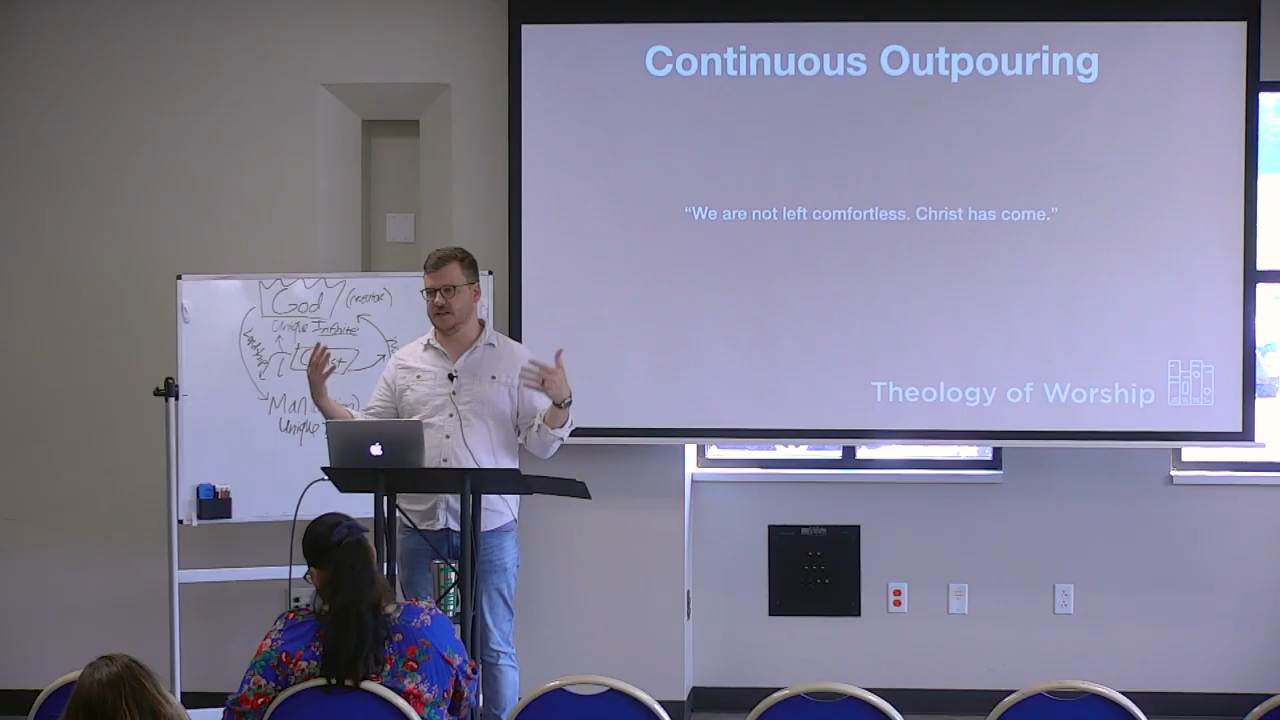 Continuous Outpouring
“We are not left comfortless. Christ has come.”
Theology of Worship
God (creator)
Unique Infinite
Man
Unique